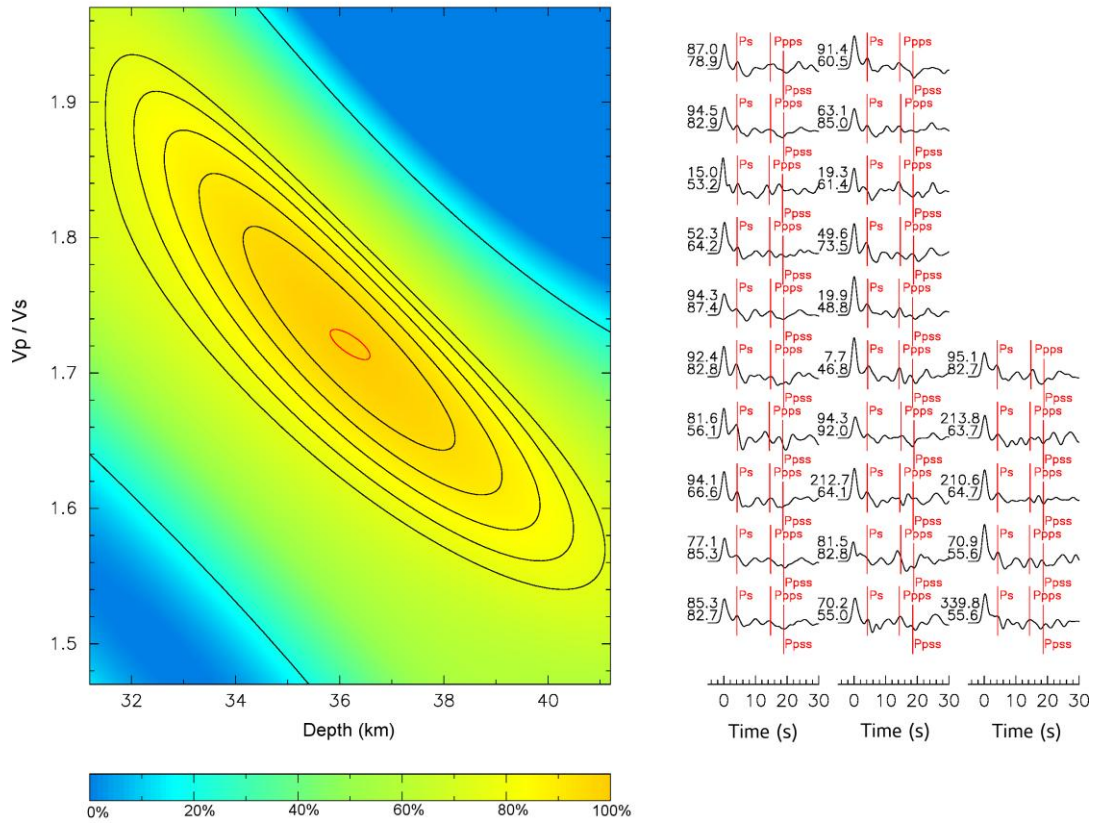 1.9
1.8
1.7
1.6
1.5
Vp / Vs
32 34 36 38 40
Depth (km)
0% 20% 40% 60% 80% 100%
87.0 Ps Ppps
78.9
Ppss
94.5 Ps Ppps
82.9
Ppss
15.0 Ps Ppps
53.2
Ppss
52.3 Ps Ppps
64.2
Ppss
94.3 Ps Ppps
87.4
Ppss
92.4 Ps Ppps
82.8
Ppss
81.6 Ps Ppps
56.1
Ppss
94.1 Ps Ppps
66.6
Ppss
77.1 Ps Ppps
85.3
Ppss
85.3 Ps Ppps
82.7
Ppss
0 10 20 30
Time (s)
91.4 Ps Ppps
60.5
Ppss
63.1 Ps Ppps
85.0
Ppss
19.3 Ps Ppps
61.4
Ppss
49.6 Ps Ppps
73.5
Ppss
19.9 Ps Ppps
48.8
Ppss
7.7 Ps Ppps
46.8
Ppss
94.3 Ps Ppps
92.0
Ppss
212.7 Ps Ppps
64.1
Ppss
81.5 Ps Ppps
82.8
Ppss
70.2 Ps Ppps
55.0
Ppss
0 10 20 30
Time (s)
95.1 Ps Ppps
82.7
Ppss
213.8 Ps Ppps
63.7
Ppss
210.6 Ps Ppps
64.7
Ppss
70.9 Ps Ppps
55.6
Ppss
339.8 Ps Ppps
55.6
Ppss
0 10 20 30
Time (s)